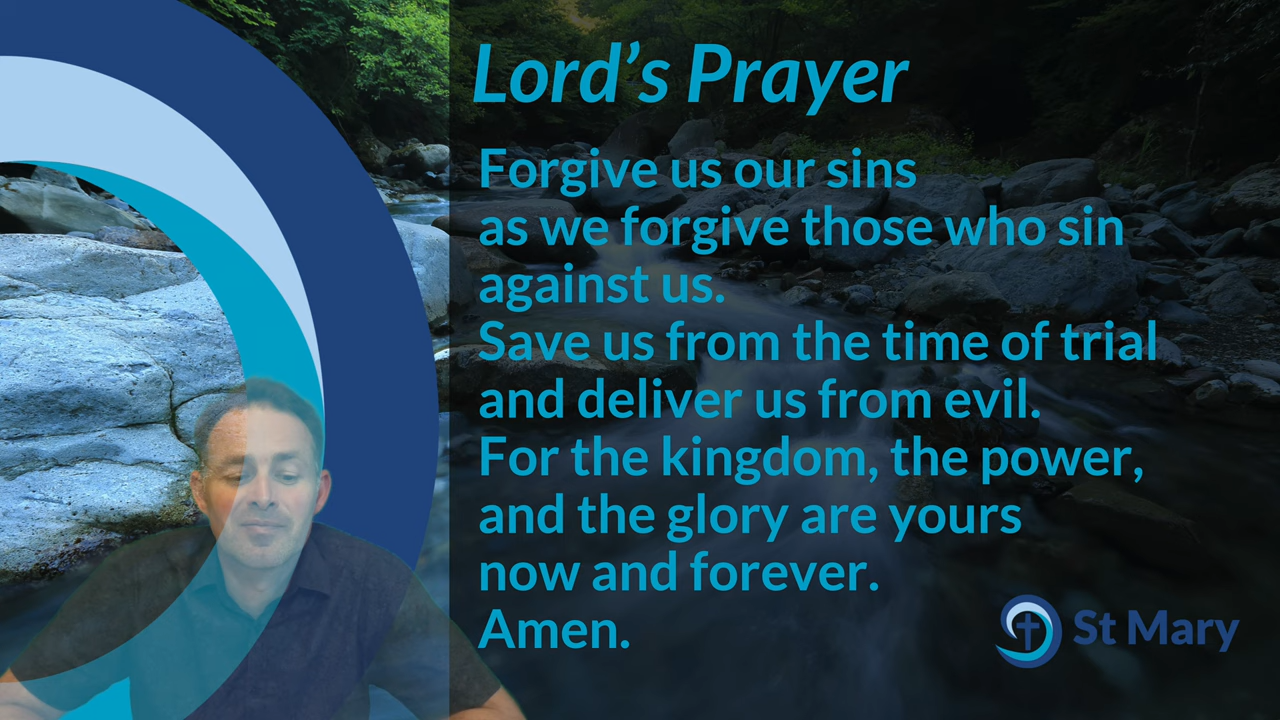 Lord’s Prayer
Forgive us our sins
as we forgive those who sin
against us.
Save us from the time of trial
and deliver us from evil.
For the kingdom, the power,
and the glory are yours
now and forever.
Amen.
St Mary